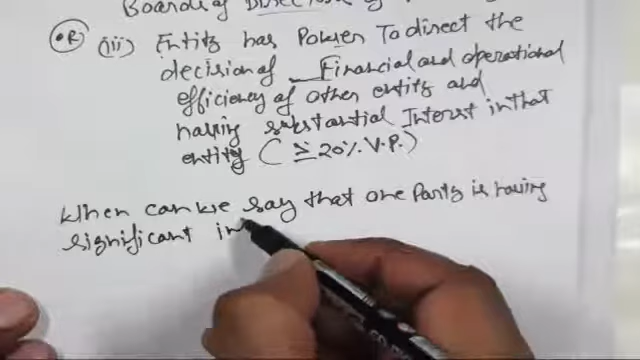 Board of Directors of
OR (iii) Entity has Power To direct the
decision of Financial and operational
efficiency of other entity and
having substantial Interest in that
entity ( ≥ 20% V.P.)
When can we say that one Party is having
significant in